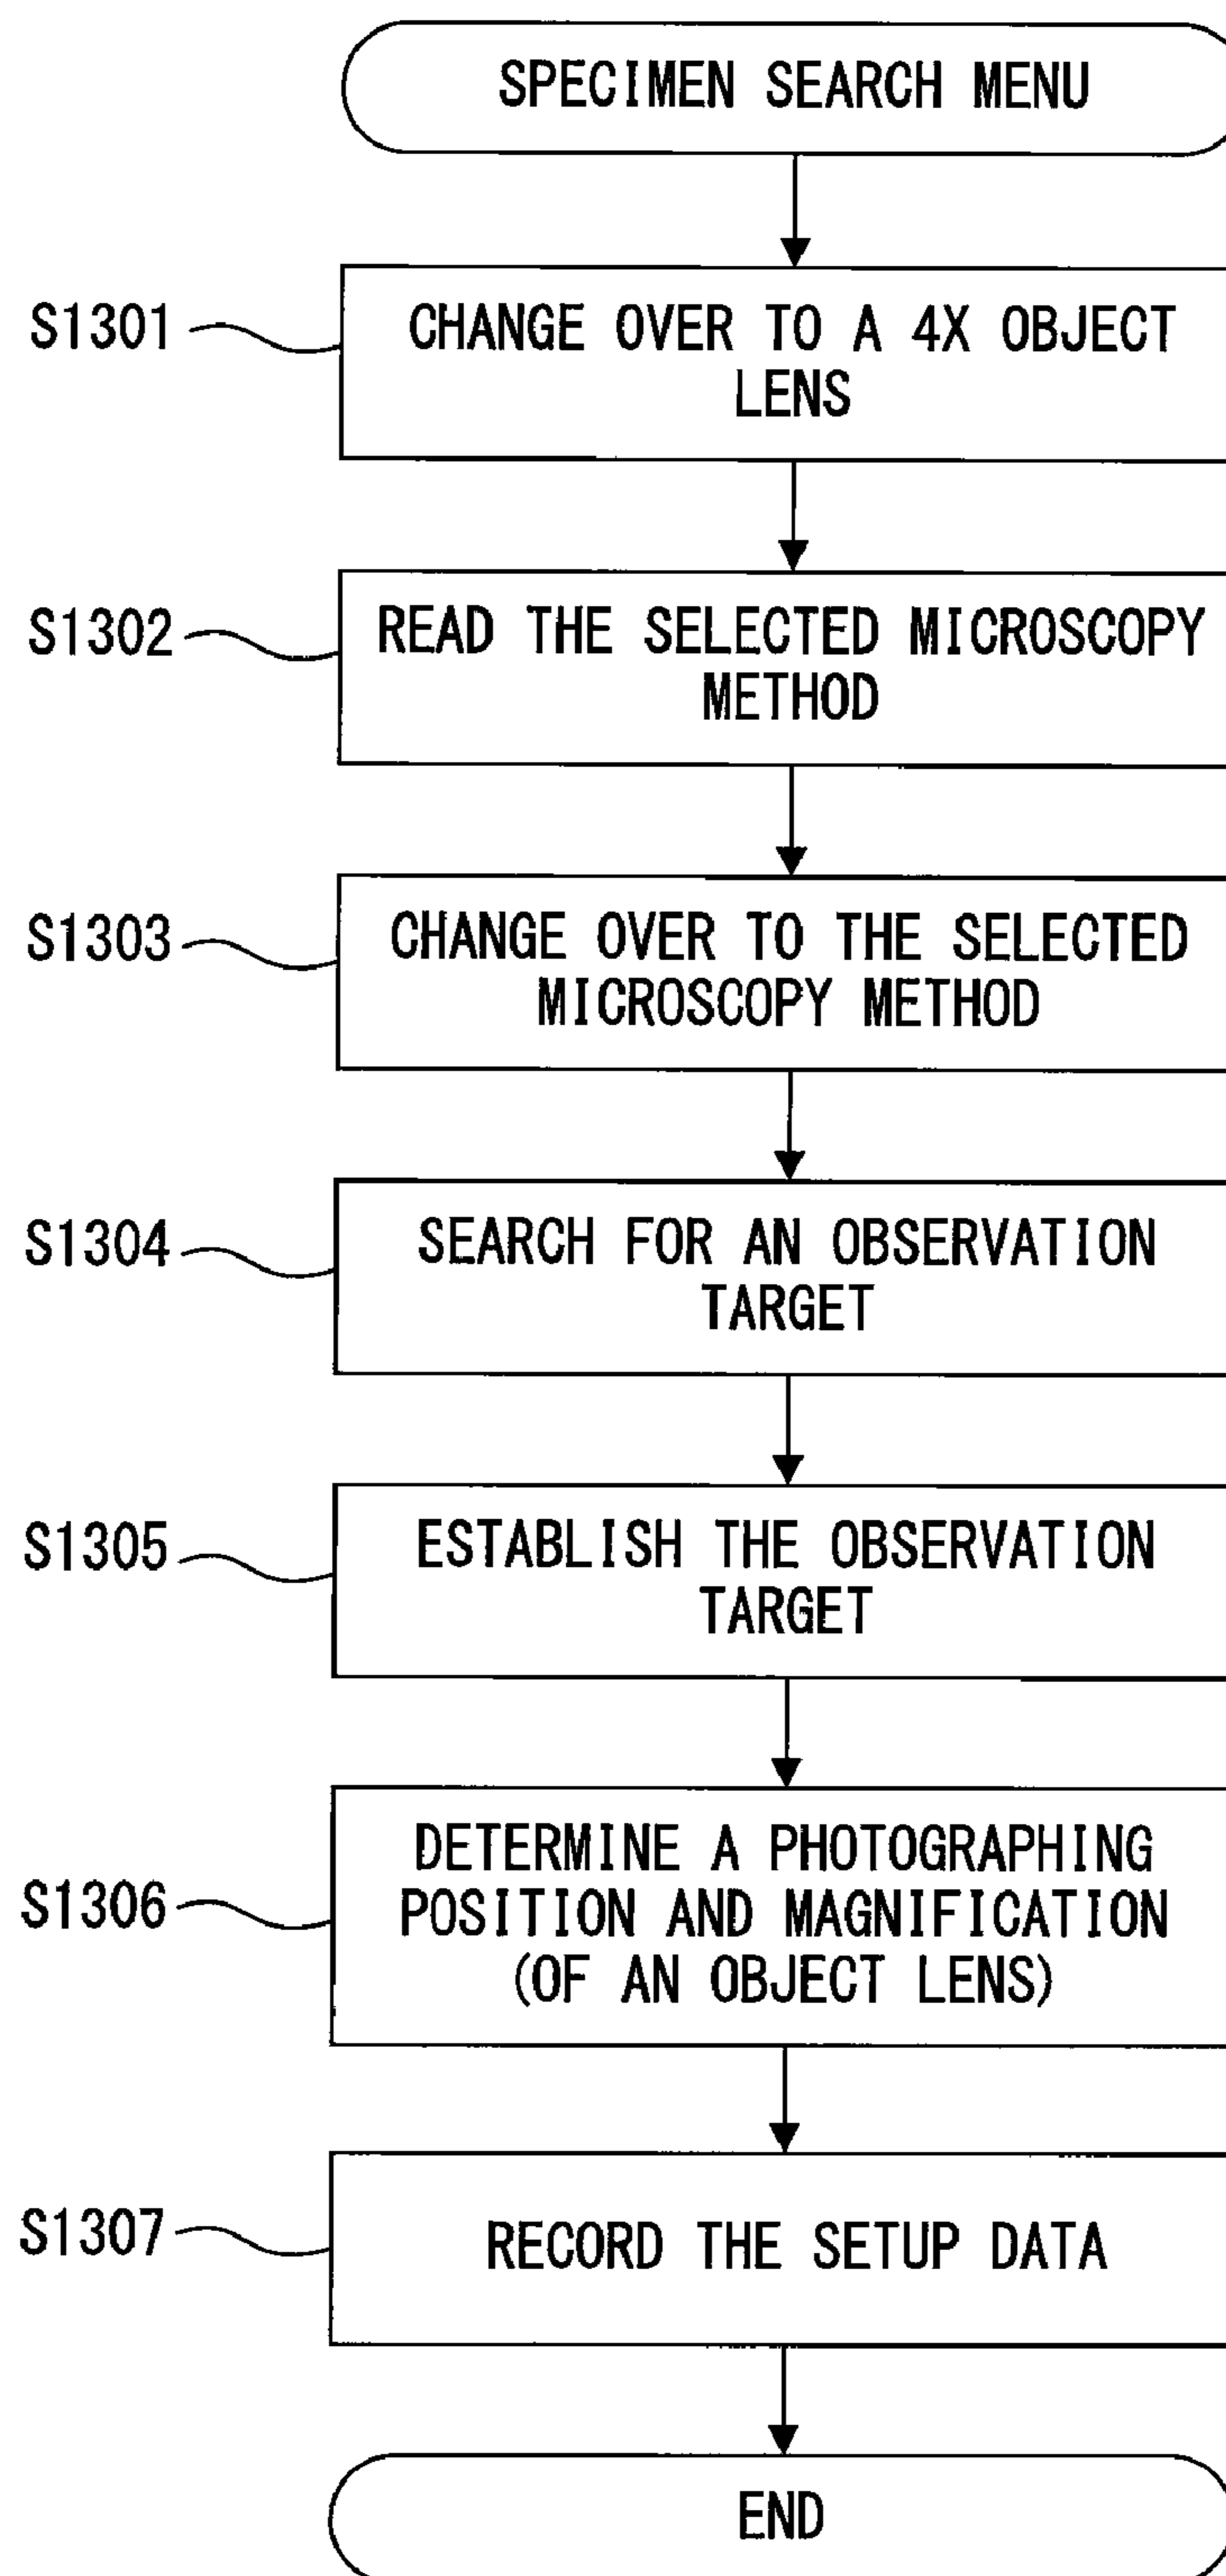 SPECIMEN SEARCH MENU
S1301
CHANGE OVER TO A 4X OBJECT
LENS
S1302
READ THE SELECTED MICROSCOPY
METHOD
S1303
CHANGE OVER TO THE SELECTED
MICROSCOPY METHOD
S1304
SEARCH FOR AN OBSERVATION
TARGET
S1305
ESTABLISH THE OBSERVATION
TARGET
S1306
DETERMINE A PHOTOGRAPHING
POSITION AND MAGNIFICATION
(OF AN OBJECT LENS)
S1307
RECORD THE SETUP DATA
END